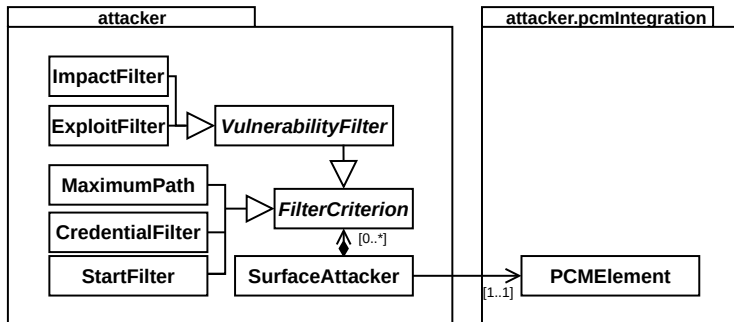 attacker
attacker.pcmIntegration
ImpactFilter
ExploitFilter
VulnerabilityFilter
MaximumPath
CredentialFilter
FilterCriterion
[0..*]
StartFilter
SurfaceAttacker
PCMElement
[1..1]